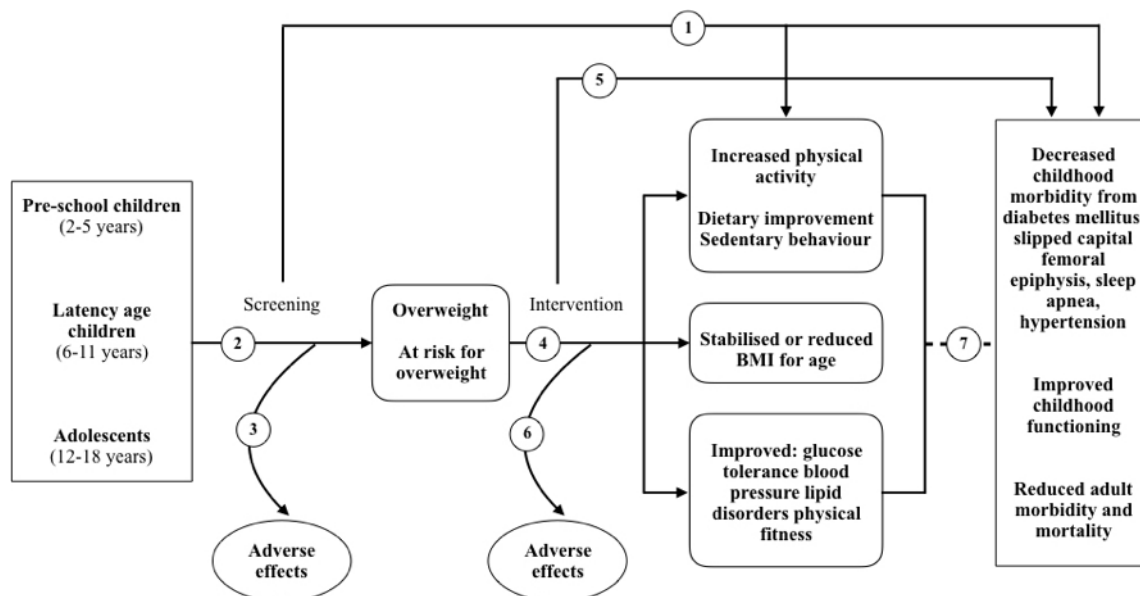 1
5
Pre-school children
(2-5 years)
Latency age
children
(6-11 years)
Adolescents
(12-18 years)
2
Screening
3
Adverse
effects
Overweight
At risk for
overweight
Intervention
4
6
Adverse
effects
Increased physical
activity
Dietary improvement
Sedentary behaviour
Stabilised or reduced
BMI for age
Improved: glucose
tolerance blood
pressure lipid
disorders physical
fitness
7
Decreased
childhood
morbidity from
diabetes mellitus,
slipped capital
femoral
epiphysis, sleep
apnea,
hypertension
Improved
childhood
functioning
Reduced adult
morbidity and
mortality